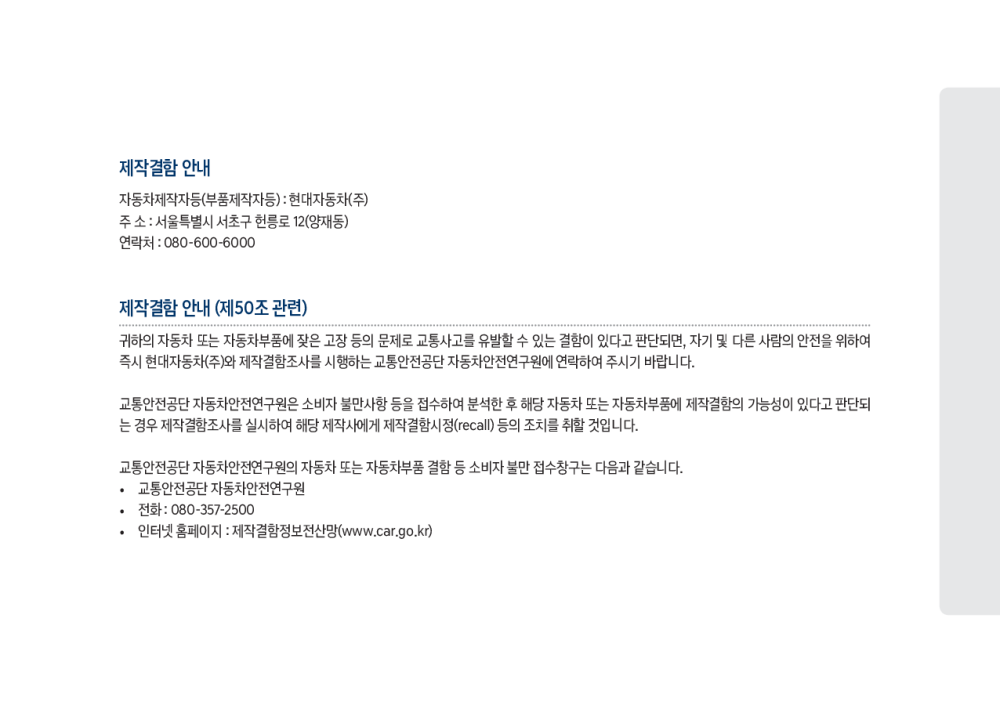 제작결함 안내
자동차제작자등(부품제작자등) : 현대자동차(주)
주 소 : 서울특별시 서초구 헌릉로 12(양재동)
연락처 : 080-600-6000
제작결함 안내 (제50조 관련)
귀하의 자동차 또는 자동차부품에 잦은 고장 등의 문제로 교통사고를 유발할 수 있는 결함이 있다고 판단되면, 자기 및 다른 사람의 안전을 위하여
즉시 현대자동차(주)와 제작결함조사를 시행하는 교통안전공단 자동차안전연구원에 연락하여 주시기 바랍니다.
교통안전공단 자동차안전연구원은 소비자 불만사항 등을 접수하여 분석한 후 해당 자동차 또는 자동차부품에 제작결함의 가능성이 있다고 판단되
는 경우 제작결함조사를 실시하여 해당 제작사에게 제작결함시정(recall) 등의 조치를 취할 것입니다.
교통안전공단 자동차안전연구원의 자동차 또는 자동차부품 결함 등 소비자 불만 접수창구는 다음과 같습니다.
• 교통안전공단 자동차안전연구원
• 전화 : 080-357-2500
• 인터넷 홈페이지 : 제작결함정보전산망(www.car.go.kr)